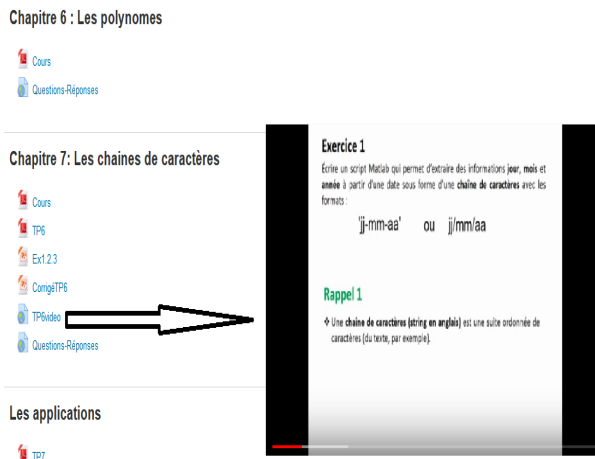 Chapitre 6 : Les polynomes
Cours
Questions-Réponses
Chapitre 7: Les chaines de caractères
Cours
TP6
Ex1.2.3
CorrigéTP6
TP6video
Questions-Réponses
Les applications
TP7
Exercice 1
Écrire un script Matlab qui permet d'extraire des informations jour, mois et
année à partir d'une date sous forme d'une chaîne de caractères avec les
formats :
'jj-mm-aa' ou jj/mm/aa
Rappel 1
❖ Une chaine de caractères (string en anglais) est une suite ordonnée de
caractères (du texte, par exemple).